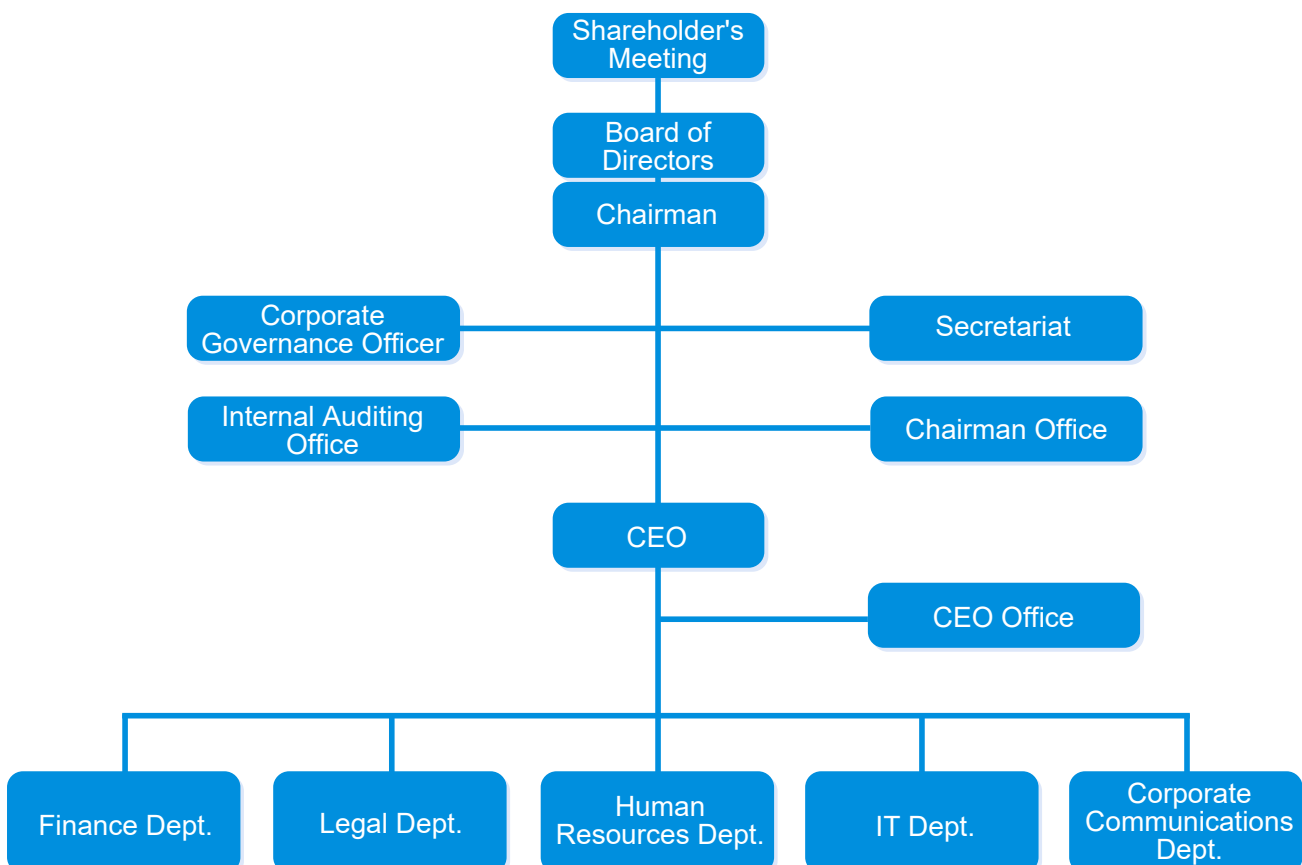 Shareholder's
Meeting
Board of
Directors
Chairman
Corporate
Governance Officer
Secretariat
Internal Auditing
Office
Chairman Office
CEO
CEO Office
Finance Dept.
Legal Dept.
Human
Resources Dept.
IT Dept.
Corporate
Communications
Dept.